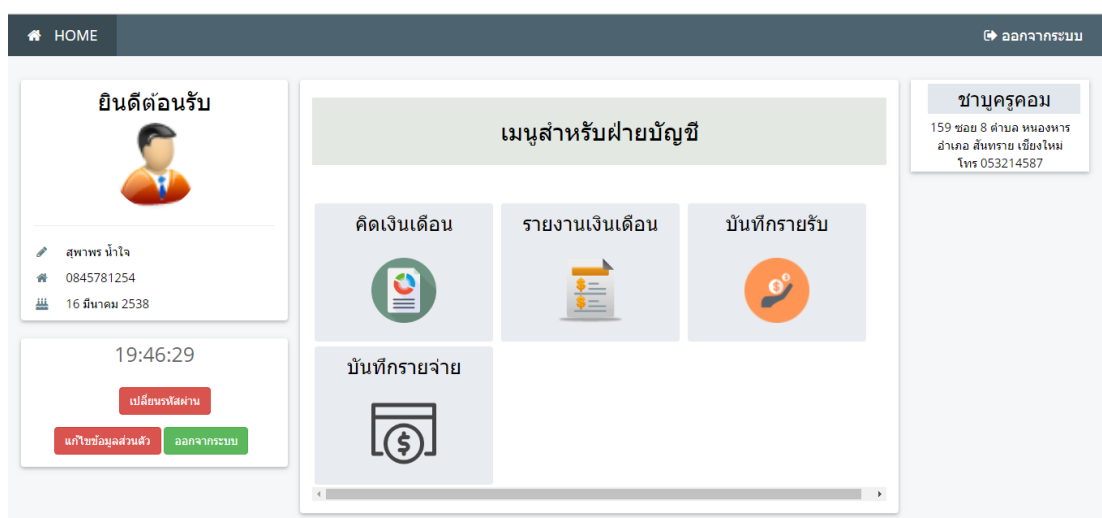 HOME
ออกจากระบบ
ยินดีต้อนรับ
สุพาพร น้ำใจ
0845781254
16 มีนาคม 2538
19:46:29
เปลี่ยนรหัสผ่าน
แก้ไขข้อมูลส่วนตัว
ออกจากระบบ
เมนูสำหรับฝ่ายบัญชี
คิดเงินเดือน
รายงานเงินเดือน
บันทึกรายรับ
บันทึกรายจ่าย
ชาบูครูคอม
159 ซอย 8 ตำบล หนองหาร
อำเภอ สันทราย เชียงใหม่
โทร 053214587